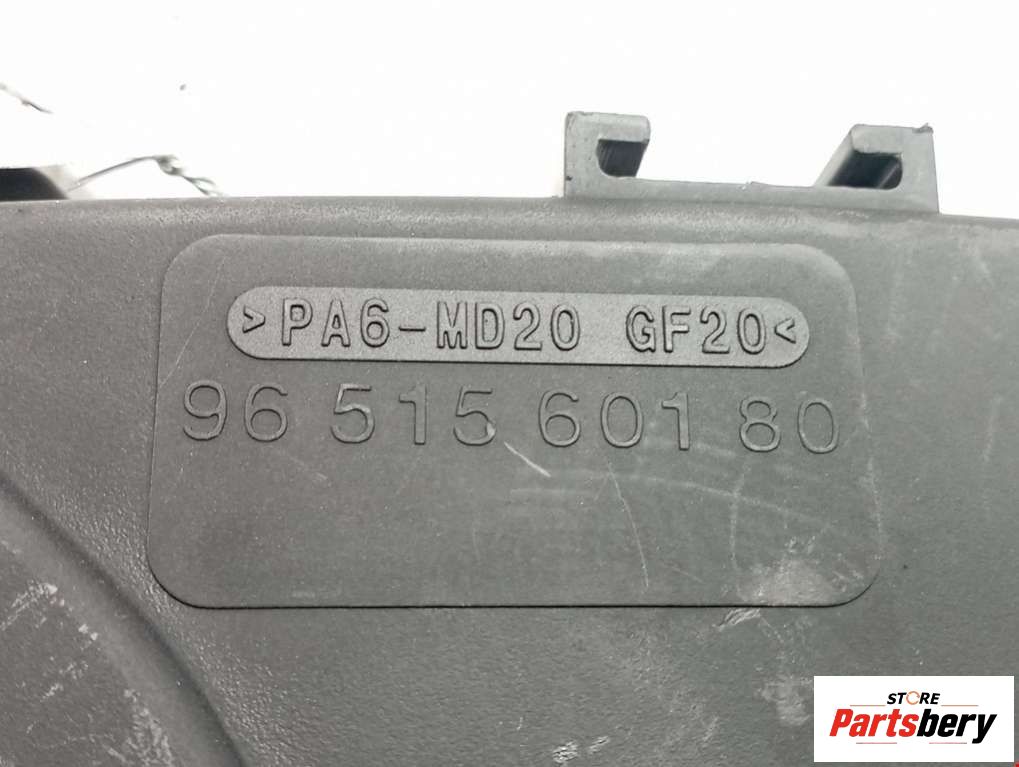 >PA6-MD20 GF20<
96 515 601 80
STORE
Partsbery